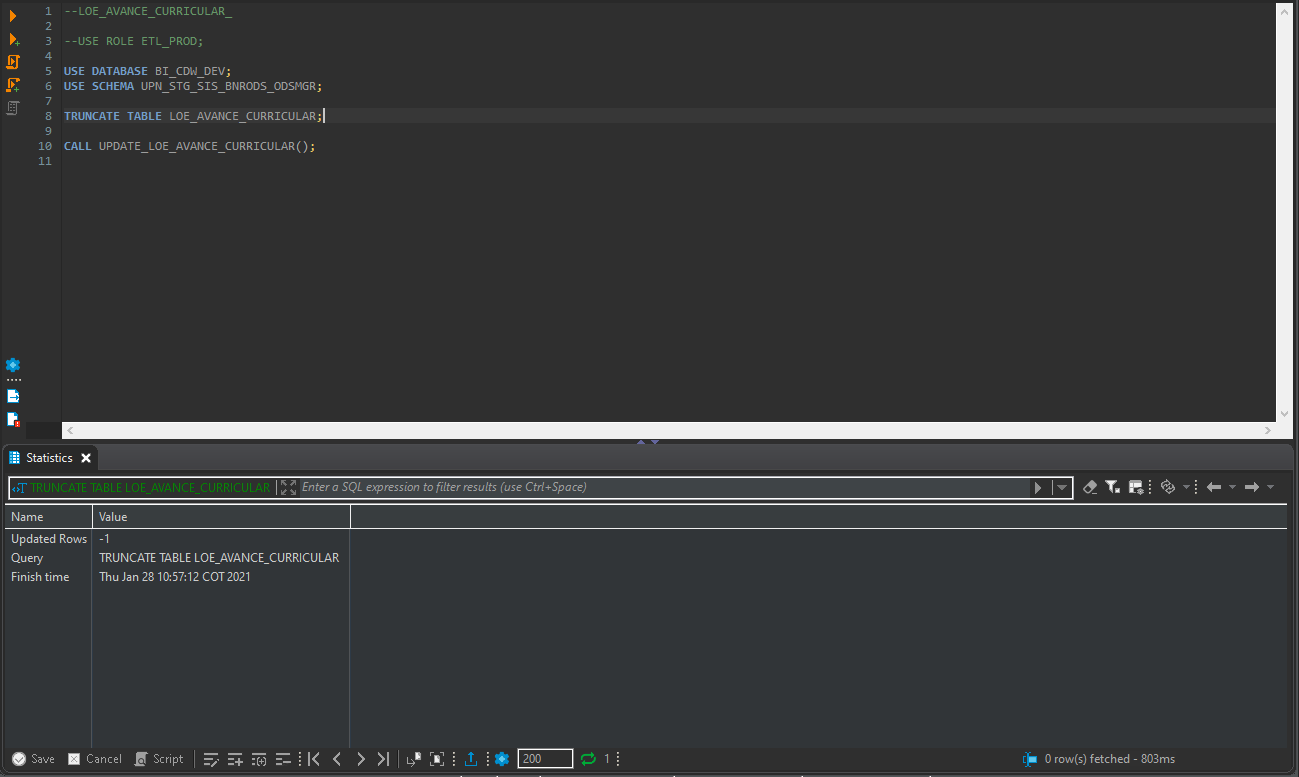 1 --LOE_AVANCE_CURRICULAR_
2
3 --USE ROLE ETL_PROD;
4
5 USE DATABASE BI_CDW_DEV;
6 USE SCHEMA UPN_STG_SIS_BNRODS_ODSMGR;
7
8 TRUNCATE TABLE LOE_AVANCE_CURRICULAR;
9
10 CALL UPDATE_LOE_AVANCE_CURRICULAR();
11
Statistics
TRUNCATE TABLE LOE_AVANCE_CURRICULAR Enter a SQL expression to filter results (use Ctrl+Space)
Name Value
Updated Rows -1
Query TRUNCATE TABLE LOE_AVANCE_CURRICULAR
Finish time Thu Jan 28 10:57:12 COT 2021
Save Cancel Script 200 1 0 row(s) fetched - 803ms